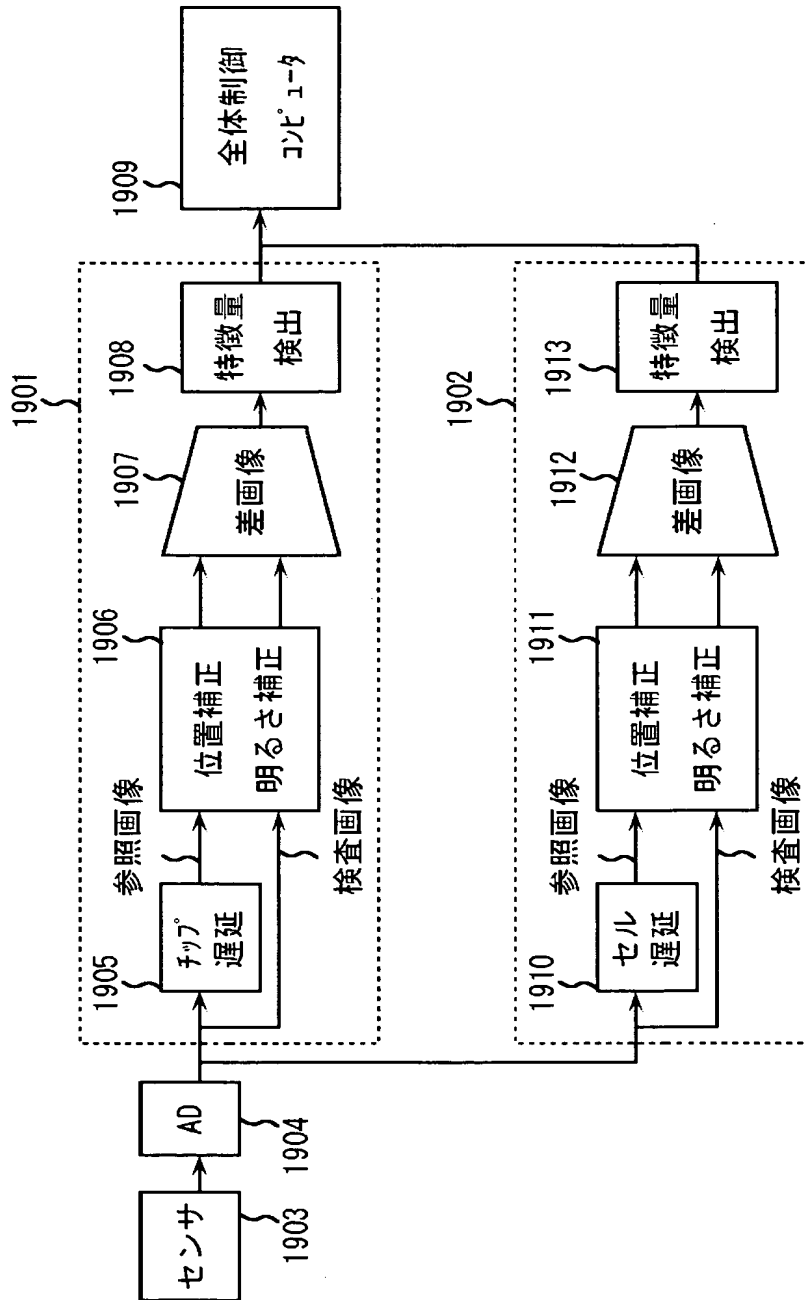 センサ
1903
AD
1904
1901
1905
チップ
遅延
参照画像
検査画像
1906
位置補正
明るさ補正
1907
差画像
1908
特徴量
検出
1909
全体制御
コンピュータ
1902
1910
セル
遅延
参照画像
検査画像
1911
位置補正
明るさ補正
1912
差画像
1913
特徴量
検出